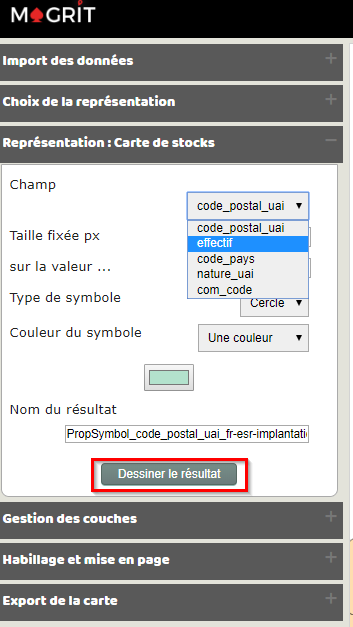 MAGRIT
Import des données +
Choix de la représentation +
Représentation : Carte de stocks −
Champ
code_postal_uai ▼
code_postal_uai
Taille fixée px
effectif
code_pays
sur la valeur ...
nature_uai
com_code
Type de symbole
Cercle ▼
Couleur du symbole
Une couleur ▼
Nom du résultat
PropSymbol_code_postal_uai_fr-esr-implantati
Dessiner le résultat
Gestion des couches +
Habillage et mise en page +
Export de la carte +